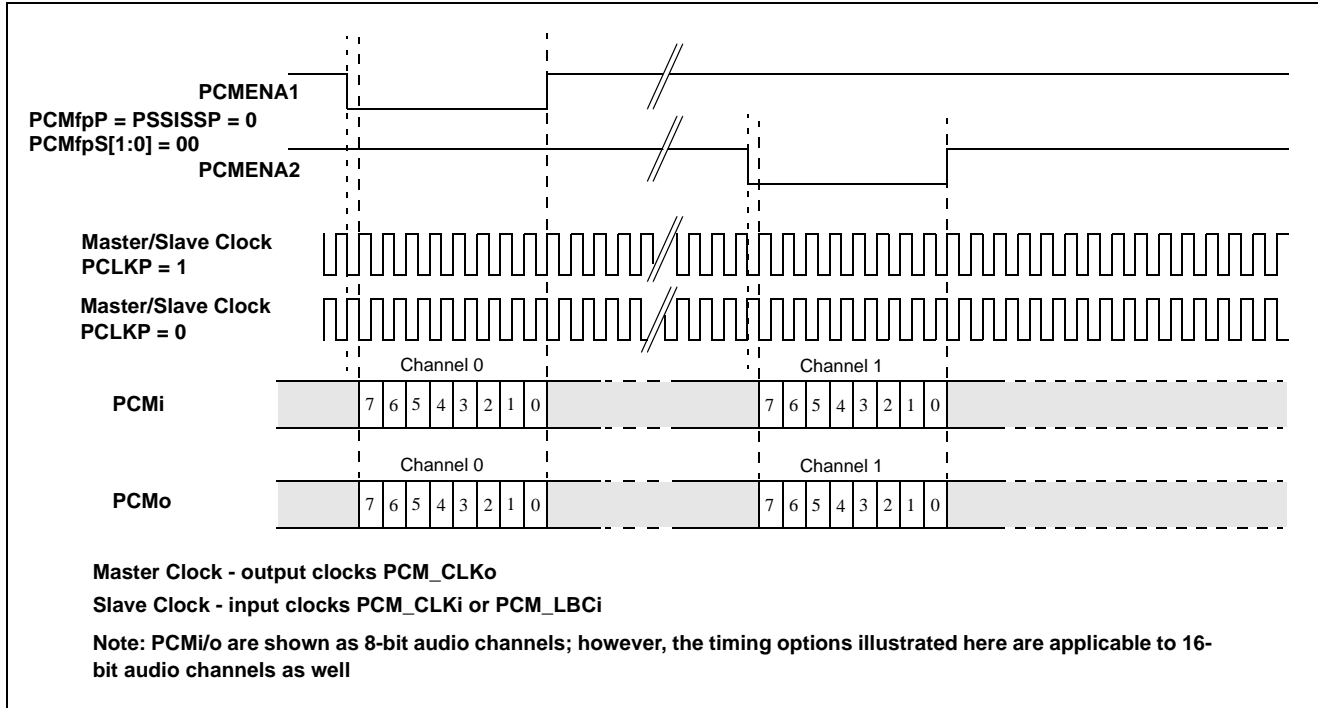 PCMENA1
PCMfpP = PSSISSP = 0
PCMfpS[1:0] = 00
PCMENA2
Master/Slave Clock
PCLKP = 1
Master/Slave Clock
PCLKP = 0
Channel 0 Channel 1
PCMi 7 6 5 4 3 2 1 0 7 6 5 4 3 2 1 0
Channel 0 Channel 1
PCMo 7 6 5 4 3 2 1 0 7 6 5 4 3 2 1 0
Master Clock - output clocks PCM_CLKo
Slave Clock - input clocks PCM_CLKi or PCM_LBCi
Note: PCMi/o are shown as 8-bit audio channels; however, the timing options illustrated here are applicable to 16-
bit audio channels as well